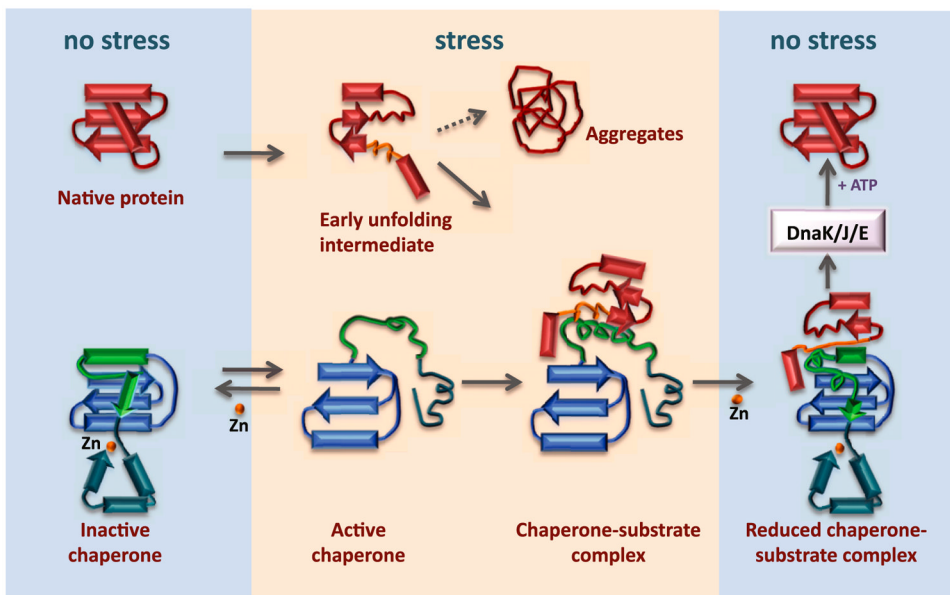 no stress
stress
no stress
Native protein
Early unfolding
intermediate
Aggregates
+ ATP
DnaK/J/E
Zn
Zn
Zn
Inactive
chaperone
Active
chaperone
Chaperone-substrate
complex
Reduced chaperone-
substrate complex